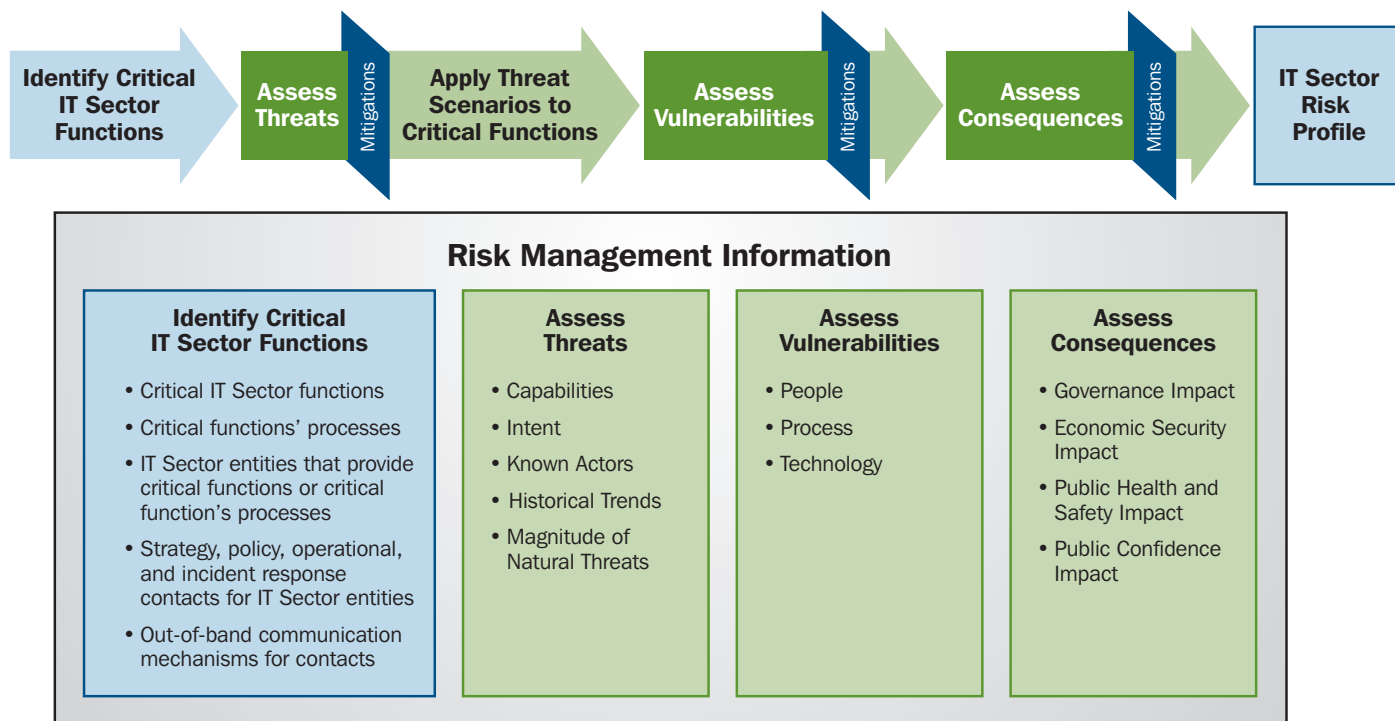 Identify Critical
IT Sector
Functions
Assess
Threats
Mitigations
Apply Threat
Scenarios to
Critical Functions
Assess
Vulnerabilities
Mitigations
Assess
Consequences
Mitigations
IT Sector
Risk
Profile
Risk Management Information
Identify Critical
IT Sector Functions
• Critical IT Sector functions
• Critical functions’ processes
• IT Sector entities that provide
critical functions or critical
function’s processes
• Strategy, policy, operational,
and incident response
contacts for IT Sector entities
• Out-of-band communication
mechanisms for contacts
Assess
Threats
• Capabilities
• Intent
• Known Actors
• Historical Trends
• Magnitude of
Natural Threats
Assess
Vulnerabilities
• People
• Process
• Technology
Assess
Consequences
• Governance Impact
• Economic Security
Impact
• Public Health and
Safety Impact
• Public Confidence
Impact